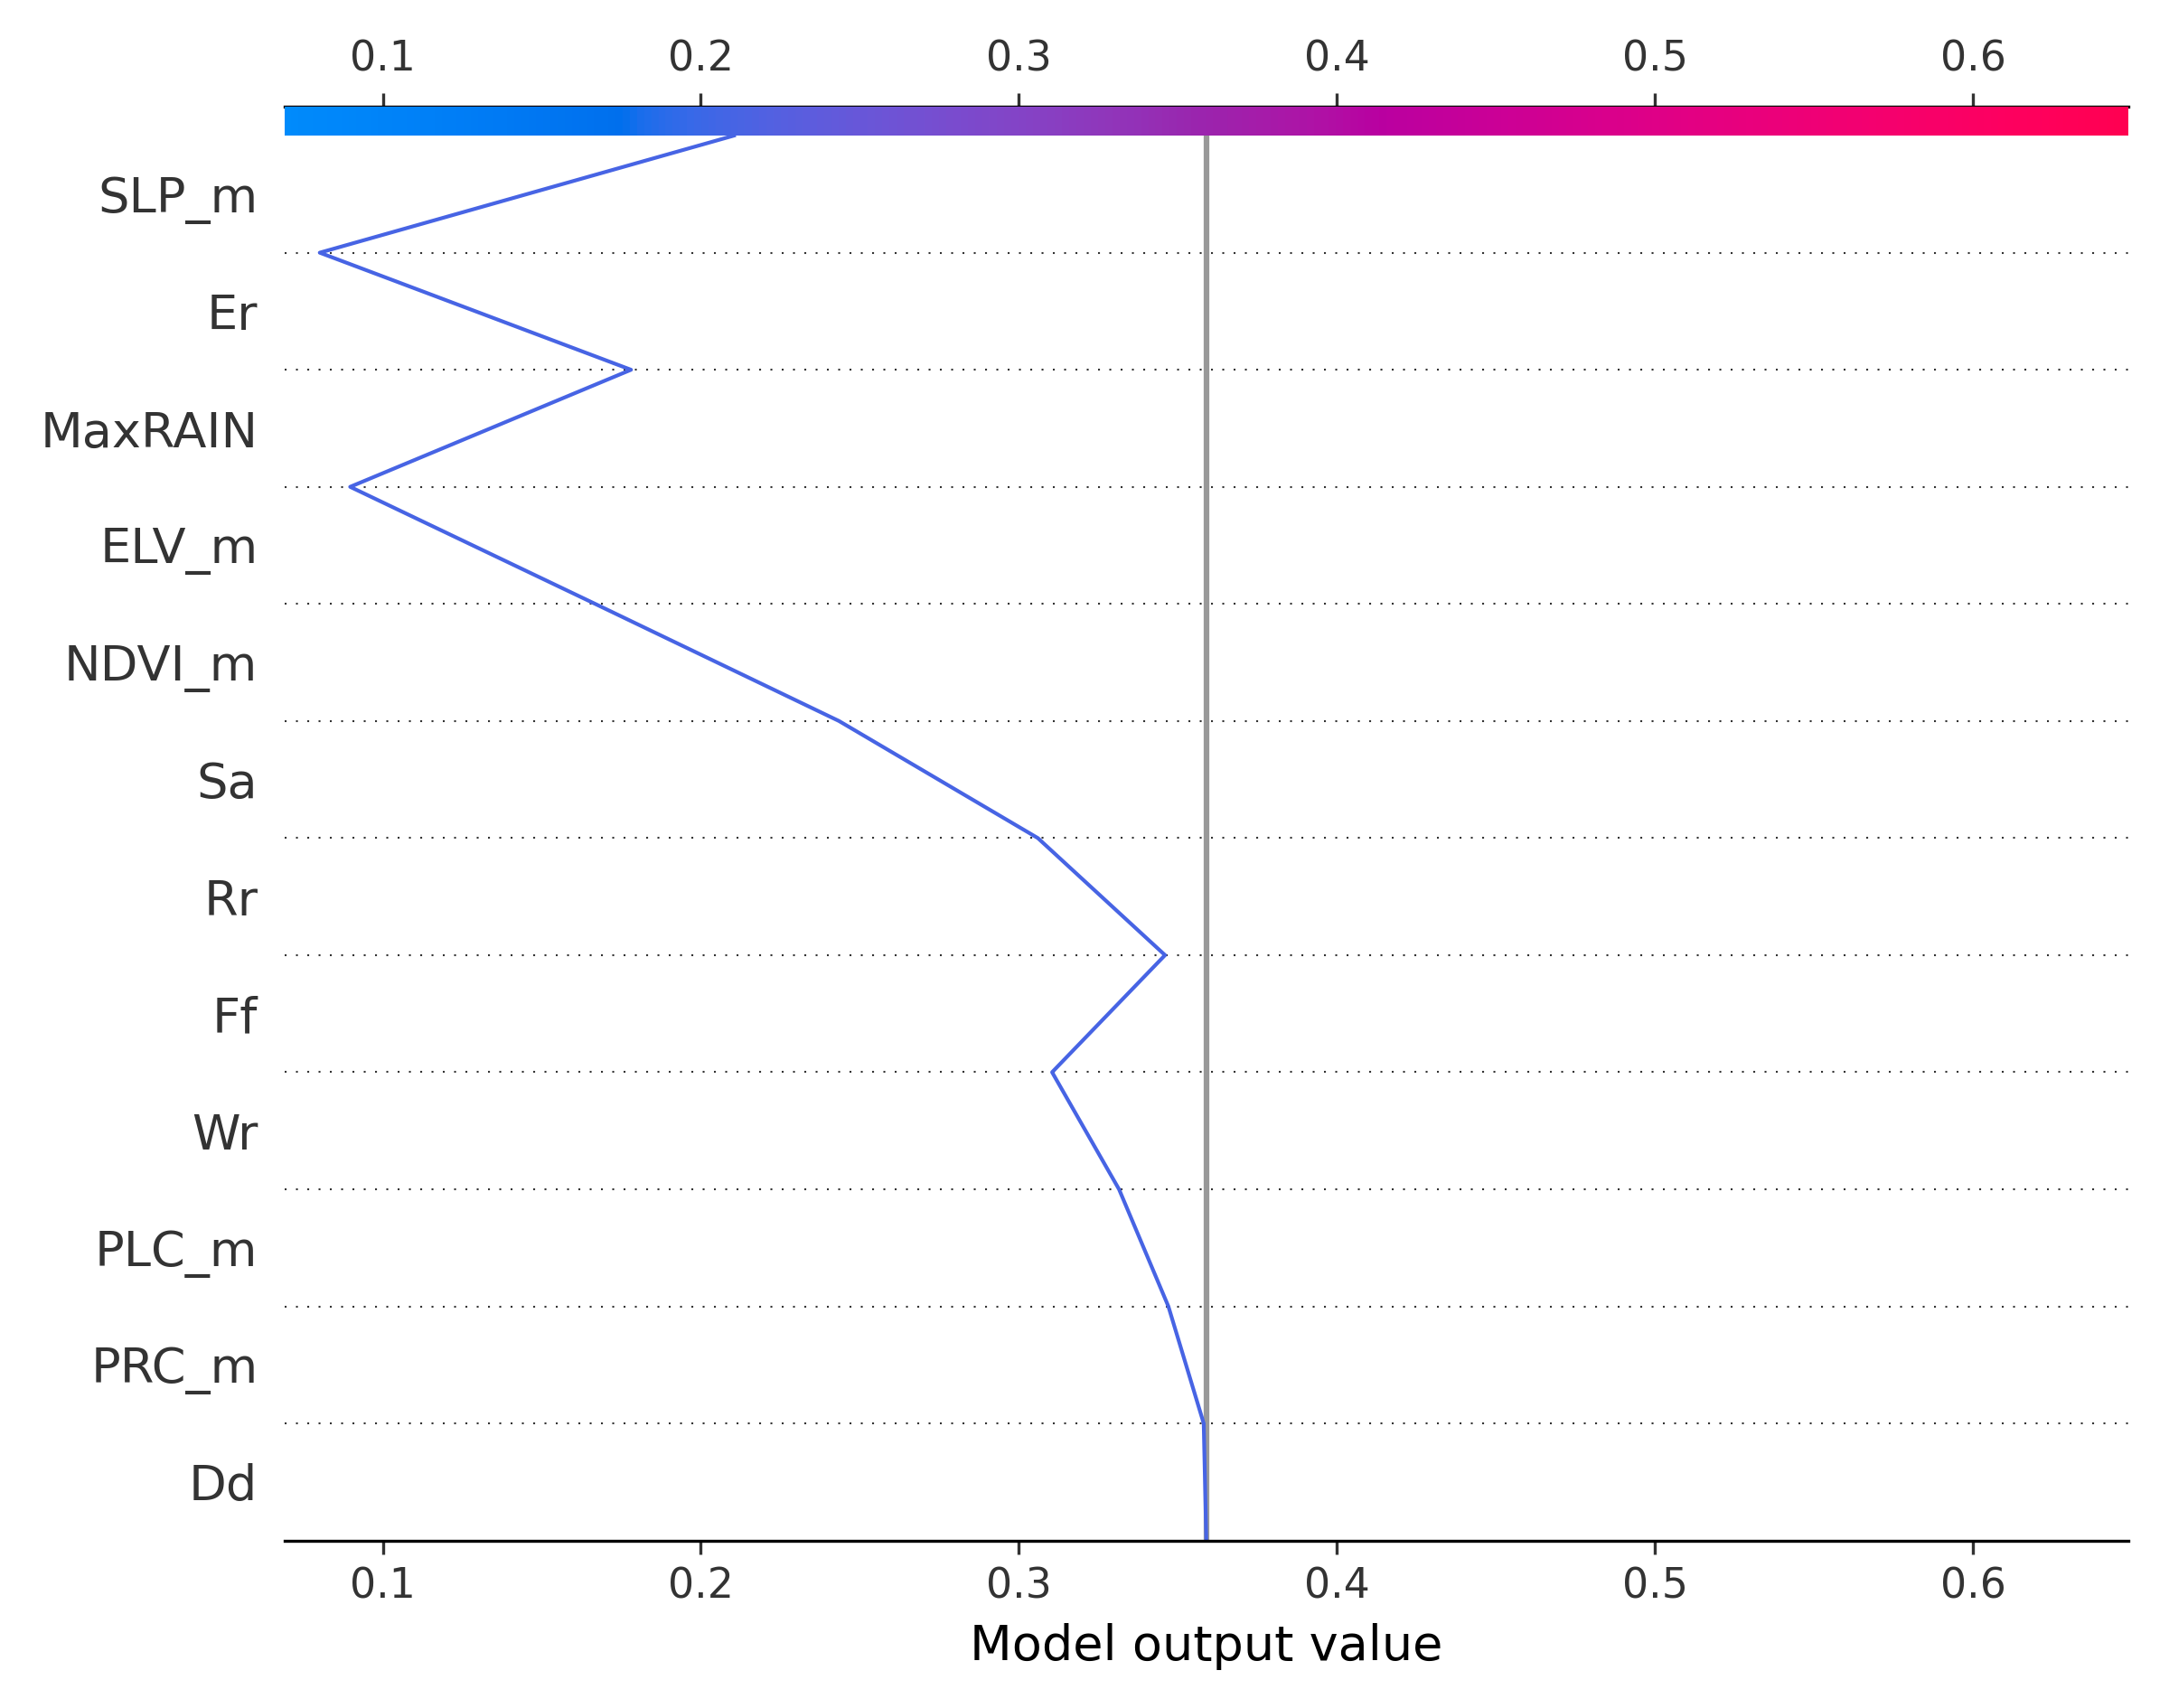 0.1 0.2 0.3 0.4 0.5 0.6
SLP_m
Er
MaxRAIN
ELV_m
NDVI_m
Sa
Rr
Ff
Wr
PLC_m
PRC_m
Dd
0.1 0.2 0.3 0.4 0.5 0.6
Model output value